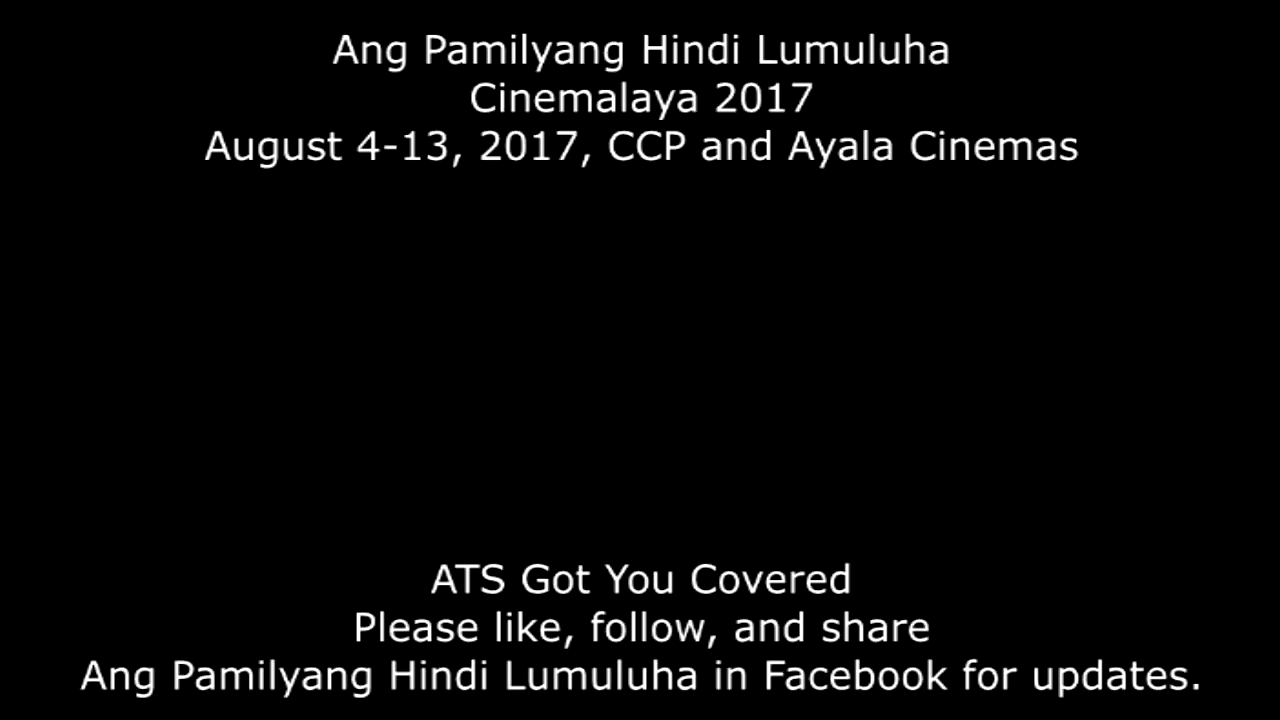 Ang Pamilyang Hindi Lumuluha
Cinemalaya 2017
August 4-13, 2017, CCP and Ayala Cinemas
ATS Got You Covered
Please like, follow, and share
Ang Pamilyang Hindi Lumuluha in Facebook for updates.